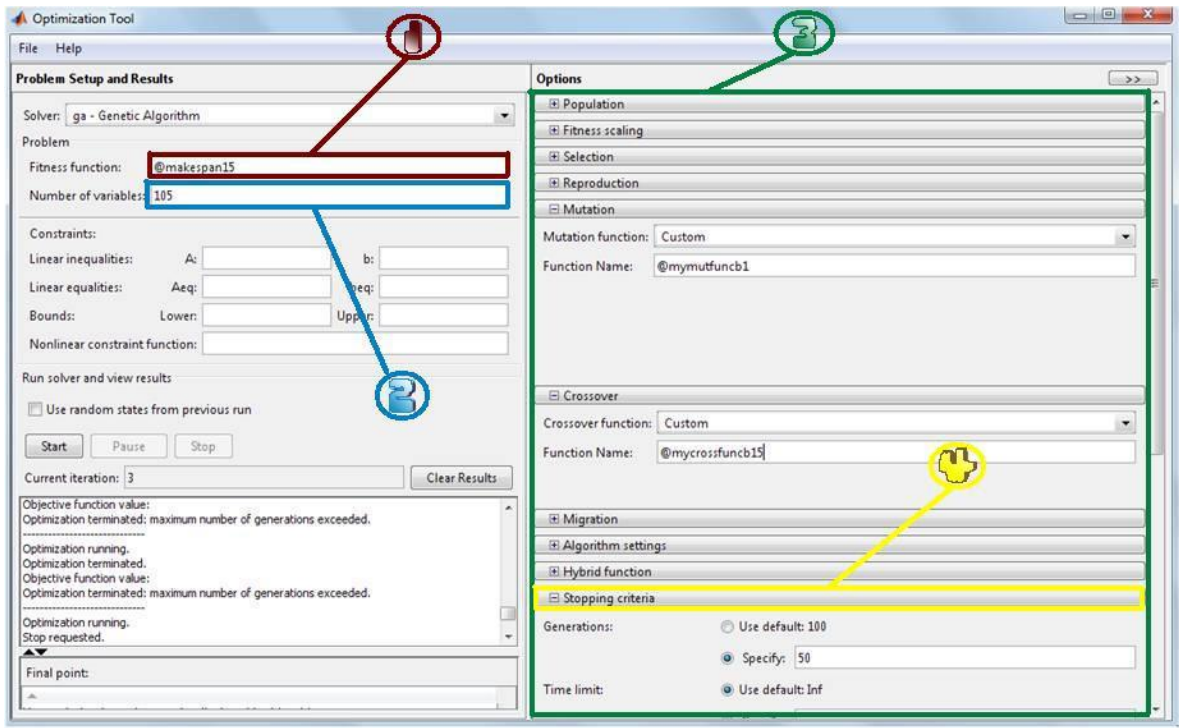 Optimization Tool
File Help
Problem Setup and Results
Solver: ga - Genetic Algorithm
Problem
Fitness function: @makespan15
Number of variables: 105
Constraints:
Linear inequalities: A: b:
Linear equalities: Aeq: beq:
Bounds: Lower: Upper:
Nonlinear constraint function:
Run solver and view results
Use random states from previous run
Start Pause Stop
Current iteration: 3 Clear Results
Objective function value:
Optimization terminated: maximum number of generations exceeded.
Optimization running.
Optimization terminated.
Objective function value:
Optimization terminated: maximum number of generations exceeded.
Optimization running.
Stop requested.
Final point:
1
2
3
4
Options >>
Population
Fitness scaling
Selection
Reproduction
Mutation
Mutation function: Custom
Function Name: @mymutfuncb1
Crossover
Crossover function: Custom
Function Name: @mycrossfuncb15
Migration
Algorithm settings
Hybrid function
Stopping criteria
Generations: Use default: 100
Specify: 50
Time limit: Use default: Inf